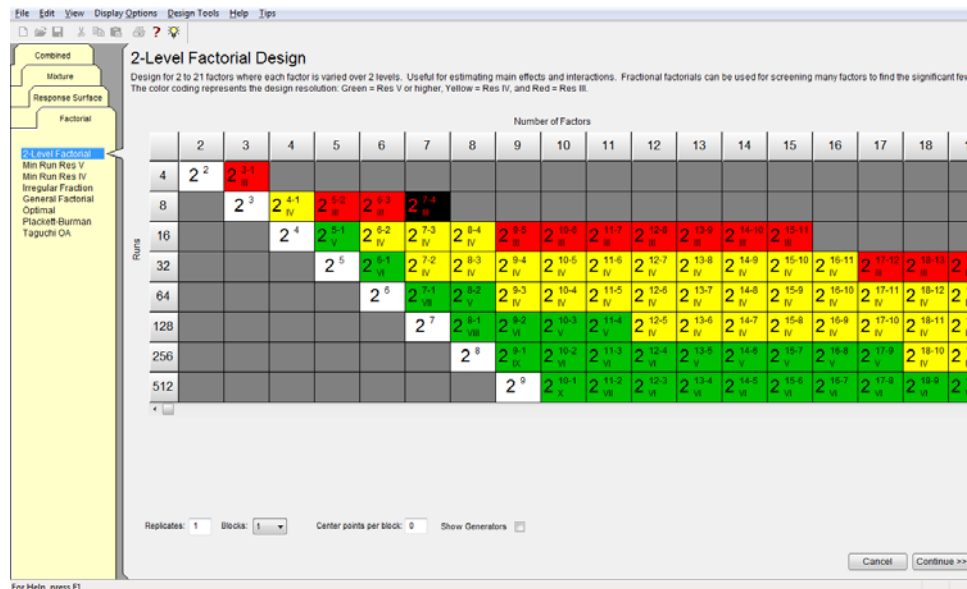 File Edit View Display Options Design Tools Help Tips
Combined
Mixture
Response Surface
Factorial
2-Level Factorial
Min Run Res V
Min Run Res IV
Irregular Fraction
General Factorial
Optimal
Plackett-Burman
Taguchi OA
2-Level Factorial Design
Design for 2 to 21 factors where each factor is varied over 2 levels. Useful for estimating main effects and interactions. Fractional factorials can be used for screening many factors to find the significant few
The color coding represents the design resolution: Green = Res V or higher, Yellow = Res IV, and Red = Res III.
Number of Factors
2 3 4 5 6 7 8 9 10 11 12 13 14 15 16 17 18
Runs
4 2^2 2^3-1 III
8 2^3 2^4-1 IV 2^5-2 III 2^6-3 III 2^7-4 III
16 2^4 2^5-1 V 2^6-2 IV 2^7-3 IV 2^8-4 IV 2^9-5 III 2^10-6 III 2^11-7 III 2^12-8 III 2^13-9 III 2^14-10 III 2^15-11 III
32 2^5 2^6-1 VI 2^7-2 IV 2^8-3 IV 2^9-4 IV 2^10-5 IV 2^11-6 IV 2^12-7 IV 2^13-8 IV 2^14-9 IV 2^15-10 IV 2^16-11 IV 2^17-12 III 2^18-13 III
64 2^6 2^7-1 VII 2^8-2 V 2^9-3 IV 2^10-4 IV 2^11-5 IV 2^12-6 IV 2^13-7 IV 2^14-8 IV 2^15-9 IV 2^16-10 IV 2^17-11 IV 2^18-12 IV
128 2^7 2^8-1 VIII 2^9-2 VI 2^10-3 V 2^11-4 V 2^12-5 IV 2^13-6 IV 2^14-7 IV 2^15-8 IV 2^16-9 IV 2^17-10 IV 2^18-11 IV 2
256 2^8 2^9-1 IX 2^10-2 VI 2^11-3 VI 2^12-4 VI 2^13-5 V 2^14-6 V 2^15-7 V 2^16-8 V 2^17-9 V 2^18-10 IV 2
512 2^9 2^10-1 X 2^11-2 VII 2^12-3 VI 2^13-4 VI 2^14-5 VI 2^15-6 VI 2^16-7 VI 2^17-8 VI 2^18-9 VI 2
Replicates: 1 Blocks: 1 Center points per block: 0 Show Generators
Cancel Continue >>
For Help, press F1